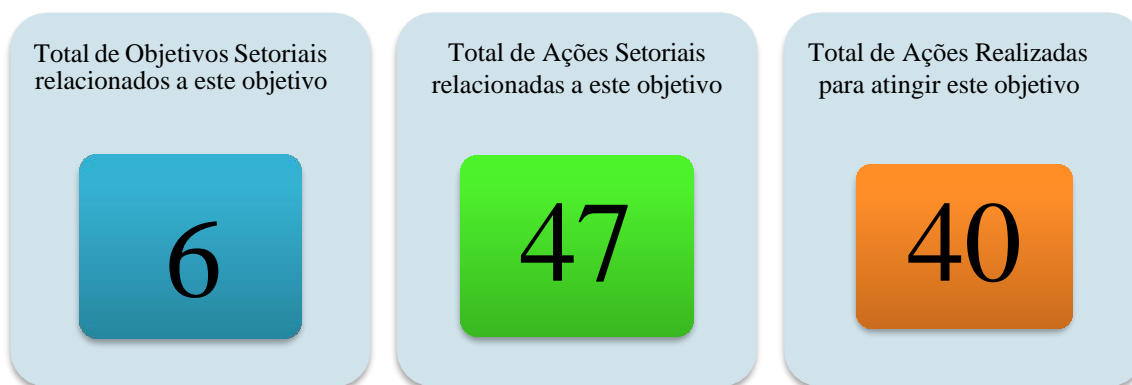 Total de Objetivos Setoriais
relacionados a este objetivo
6
Total de Ações Setoriais
relacionadas a este objetivo
47
Total de Ações Realizadas
para atingir este objetivo
40